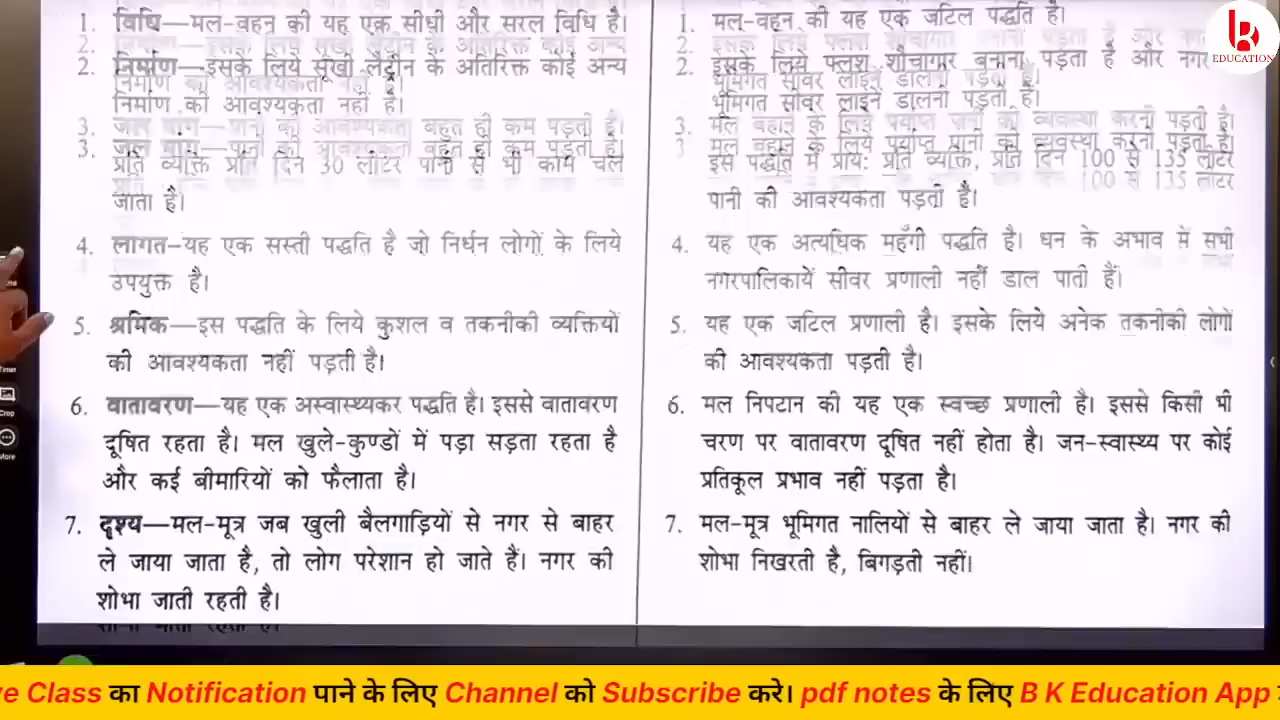 1. विधि—मल-वहन की यह एक सीधी और सरल विधि है।
2. निर्माण—इसके लिये सूखी लैट्रीन के अतिरिक्त कोई अन्य
निर्माण की आवश्यकता नहीं है।
3. जल मांग—पानी की आवश्यकता बहुत ही कम पड़ती है।
प्रति व्यक्ति प्रति दिन 30 लीटर पानी से भी काम चल
जाता है।
4. लागत–यह एक सस्ती पद्धति है जो निर्धन लोगों के लिये
उपयुक्त है।
5. श्रमिक—इस पद्धति के लिये कुशल व तकनीकी व्यक्तियों
की आवश्यकता नहीं पड़ती है।
6. वातावरण—यह एक अस्वास्थ्यकर पद्धति है। इससे वातावरण
दूषित रहता है। मल खुले-कुण्डों में पड़ा सड़ता रहता है
और कई बीमारियों को फैलाता है।
7. दृश्य—मल-मूत्र जब खुली बैलगाड़ियों से नगर से बाहर
ले जाया जाता है, तो लोग परेशान हो जाते हैं। नगर की
शोभा जाती रहती है।
1. मल-वहन की यह एक जटिल पद्धति है।
2. इसके लिये फ्लश शौचागार बनाना पड़ता है और नगर
भूमिगत सीवर लाइनें डालनी पड़ती हैं।
3. मल बहाने के लिये पर्याप्त पानी की व्यवस्था करनी पड़ती है।
इस पद्धति में प्राय: प्रति व्यक्ति, प्रति दिन 100 से 135 लीटर
पानी की आवश्यकता पड़ती है।
4. यह एक अत्यधिक महँगी पद्धति है। धन के अभाव में सभी
नगरपालिकायें सीवर प्रणाली नहीं डाल पाती हैं।
5. यह एक जटिल प्रणाली है। इसके लिये अनेक तकनीकी लोगों
की आवश्यकता पड़ती है।
6. मल निपटान की यह एक स्वच्छ प्रणाली है। इससे किसी भी
चरण पर वातावरण दूषित नहीं होता है। जन-स्वास्थ्य पर कोई
प्रतिकूल प्रभाव नहीं पड़ता है।
7. मल-मूत्र भूमिगत नालियों से बाहर ले जाया जाता है। नगर की
शोभा निखरती है, बिगड़ती नहीं।
EDUCATION
Timer
Crop
More
ve Class का Notification पाने के लिए Channel को Subscribe करे। pdf notes के लिए B K Education App